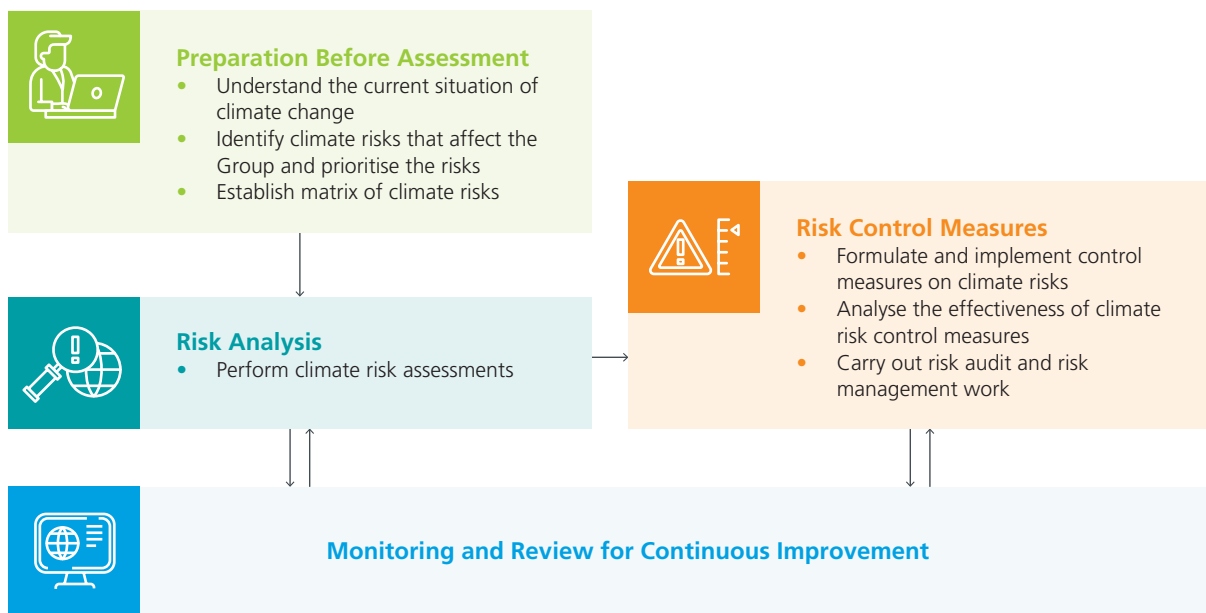 Preparation Before Assessment
• Understand the current situation of
climate change
• Identify climate risks that affect the
Group and prioritise the risks
• Establish matrix of climate risks
Risk Analysis
• Perform climate risk assessments
Risk Control Measures
• Formulate and implement control
measures on climate risks
• Analyse the effectiveness of climate
risk control measures
• Carry out risk audit and risk
management work
Monitoring and Review for Continuous Improvement